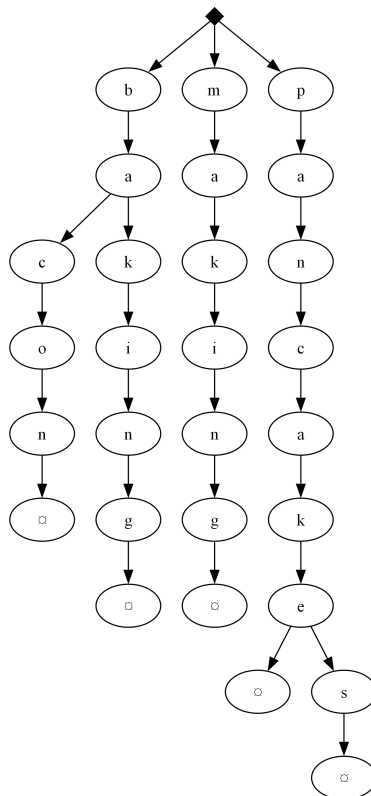 b m p
a a a
c k k n
o i i c
n n n a
¤ g g k
¤ ¤ e
¤ s
¤